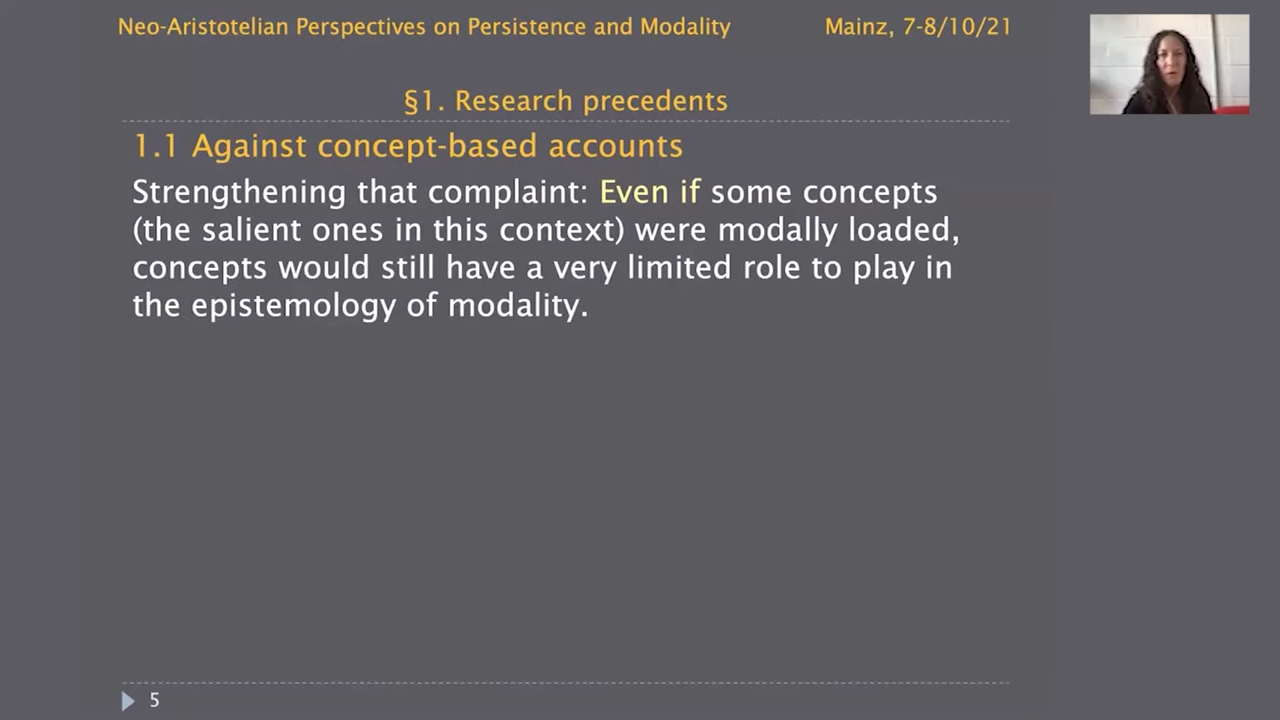 Neo-Aristotelian Perspectives on Persistence and Modality Mainz, 7-8/10/21
§1. Research precedents
1.1 Against concept-based accounts
Strengthening that complaint: Even if some concepts
(the salient ones in this context) were modally loaded,
concepts would still have a very limited role to play in
the epistemology of modality.
5